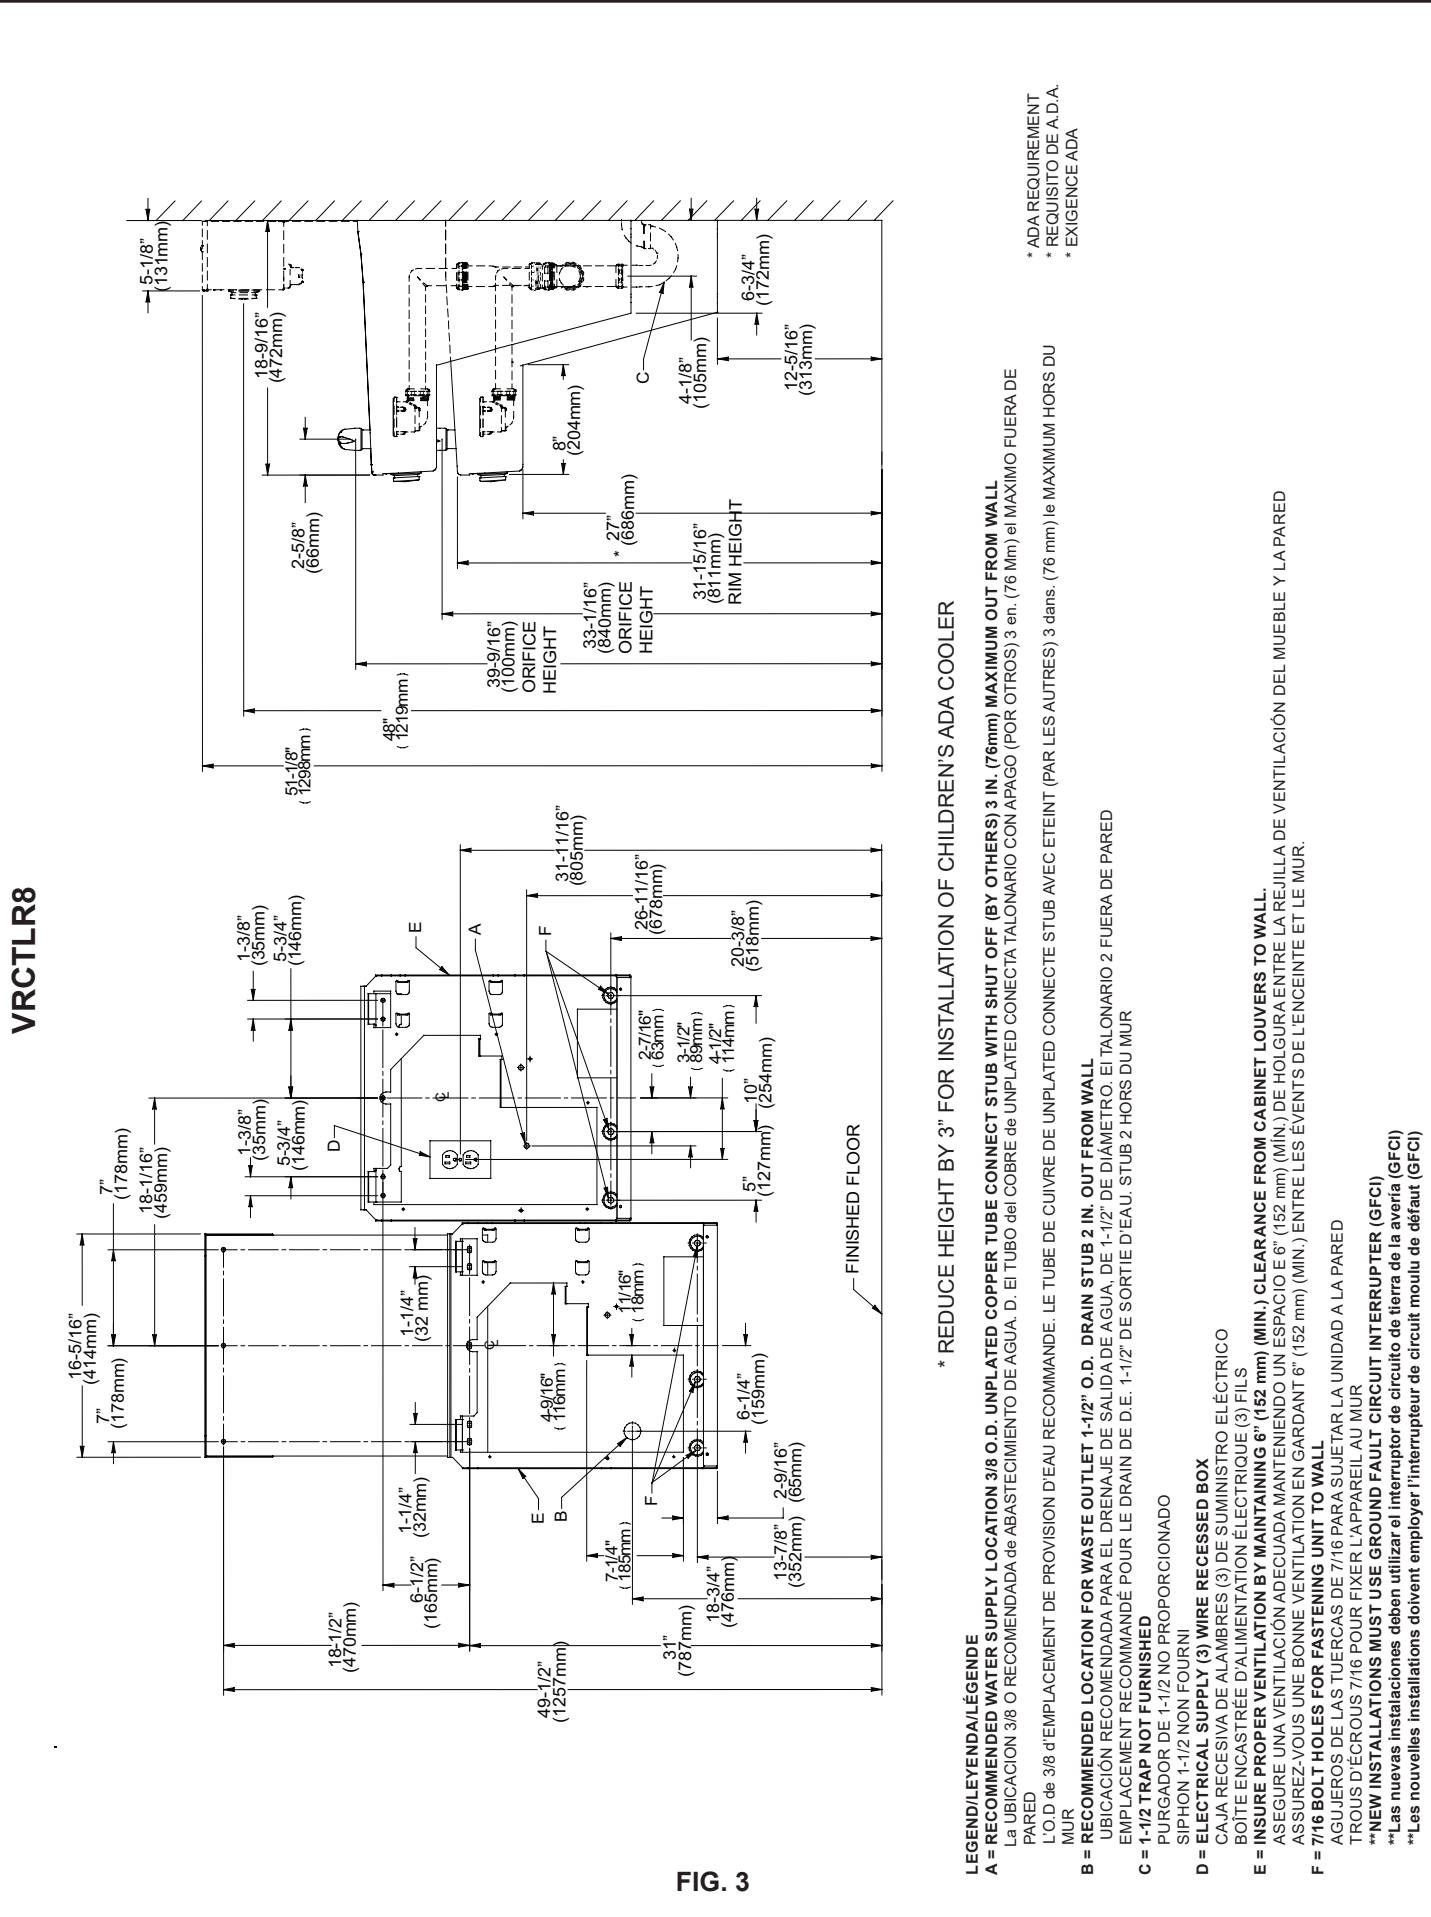 VRCTLR8
51-1/8"
( 1298mm )
48"
( 1219mm)
39-9/16”
(100mm)
ORIFICE
HEIGHT
33-1/16”
(840mm)
ORIFICE
HEIGHT
31-15/16”
(811mm)
RIM HEIGHT
* 27”
(686mm)
2-5/8”
(66mm)
18-9/16”
(472mm)
5-1/8”
(131mm)
8”
(204mm)
C
4-1/8”
(105mm)
6-3/4”
(172mm)
12-5/16”
(313mm)
16-5/16”
(414mm)
7”
(178mm)
7”
(178mm)
18-1/16”
(459mm)
1-3/8”
(35mm)
5-3/4”
(146mm)
1-3/8”
(35mm)
5-3/4”
(146mm)
D
E
A
F
31-11/16”
(805mm)
26-11/16”
(678mm)
20-3/8”
(518mm)
2-7/16"
( 63mm )
3-1/2"
( 89mm )
4-1/2"
( 114mm )
10”
(254mm)
5”
(127mm)
FINISHED FLOOR
1-1/4”
(32mm)
1-1/4”
(32 mm)
4-9/16"
( 116mm )
11/16"
( 18mm )
6-1/4”
(159mm)
E
B
F
6-1/2”
(165mm)
18-1/2”
(470mm)
49-1/2”
(1257mm)
31”
(787mm)
7-1/4"
( 185mm )
18-3/4”
(476mm)
13-7/8”
(352mm)
2-9/16”
(65mm)
* REDUCE HEIGHT BY 3” FOR INSTALLATION OF CHILDREN’S ADA COOLER
* ADA REQUIREMENT
* REQUISITO DE A.D.A.
* EXIGENCE ADA
LEGEND/LEYENDA/LÉGENDE
A = RECOMMENDED WATER SUPPLY LOCATION 3/8 O.D. UNPLATED COPPER TUBE CONNECT STUB WITH SHUT OFF (BY OTHERS) 3 IN. (76mm) MAXIMUM OUT FROM WALL
La UBICACION 3/8 O RECOMENDADA de ABASTECIMIENTO DE AGUA. D. El TUBO del COBRE de UNPLATED CONECTA TALONARIO CON APAGO (POR OTROS) 3 en. (76 Mlm) el MAXIMO FUERA DE
PARED
L’O.D de 3/8 d’EMPLACEMENT DE PROVISION D’EAU RECOMMANDE. LE TUBE DE CUIVRE DE UNPLATED CONNECTE STUB AVEC ETEINT (PAR LES AUTRES) 3 dans. (76 mm) le MAXIMUM HORS DU
MUR
B = RECOMMENDED LOCATION FOR WASTE OUTLET 1-1/2” O.D. DRAIN STUB 2 IN. OUT FROM WALL
UBICACIÓN RECOMENDADA PARA EL DRENAJE DE SALIDA DE AGUA, DE 1-1/2” DE DIÁMETRO. El TALONARIO 2 FUERA DE PARED
EMPLACEMENT RECOMMANDÉ POUR LE DRAIN DE D.E. 1-1/2” DE SORTIE D’EAU. STUB 2 HORS DU MUR
C = 1-1/2 TRAP NOT FURNISHED
PURGADOR DE 1-1/2 NO PROPORCIONADO
SIPHON 1-1/2 NON FOURNI
D = ELECTRICAL SUPPLY (3) WIRE RECESSED BOX
CAJA RECESIVA DE ALAMBRES (3) DE SUMINISTRO ELÉCTRICO
BOÎTE ENCASTRÉE D’ALIMENTATION ÉLECTRIQUE (3) FILS
E = INSURE PROPER VENTILATION BY MAINTAINING 6” (152 mm) (MIN.) CLEARANCE FROM CABINET LOUVERS TO WALL.
ASEGURE UNA VENTILACIÓN ADECUADA MANTENIENDO UN ESPACIO E 6” (152 mm) (MÍN.) DE HOLGURA ENTRE LA REJILLA DE VENTILACIÓN DEL MUEBLE Y LA PARED
ASSUREZ-VOUS UNE BONNE VENTILATION EN GARDANT 6” (152 mm) (MIN.) ENTRE LES ÉVENTS DE L’ENCEINTE ET LE MUR.
F = 7/16 BOLT HOLES FOR FASTENING UNIT TO WALL
AGUJEROS DE LAS TUERCAS DE 7/16 PARA SUJETAR LA UNIDAD A LA PARED
TROUS D’ÉCROUS 7/16 POUR FIXER L’APPAREIL AU MUR
**NEW INSTALLATIONS MUST USE GROUND FAULT CIRCUIT INTERRUPTER (GFCI)
**Las nuevas instalaciones deben utilizar el interruptor de circuito de tierra de la avería (GFCI)
**Les nouvelles installations doivent employer l’interrupteur de circuit moulu de défaut (GFCI)
FIG. 3